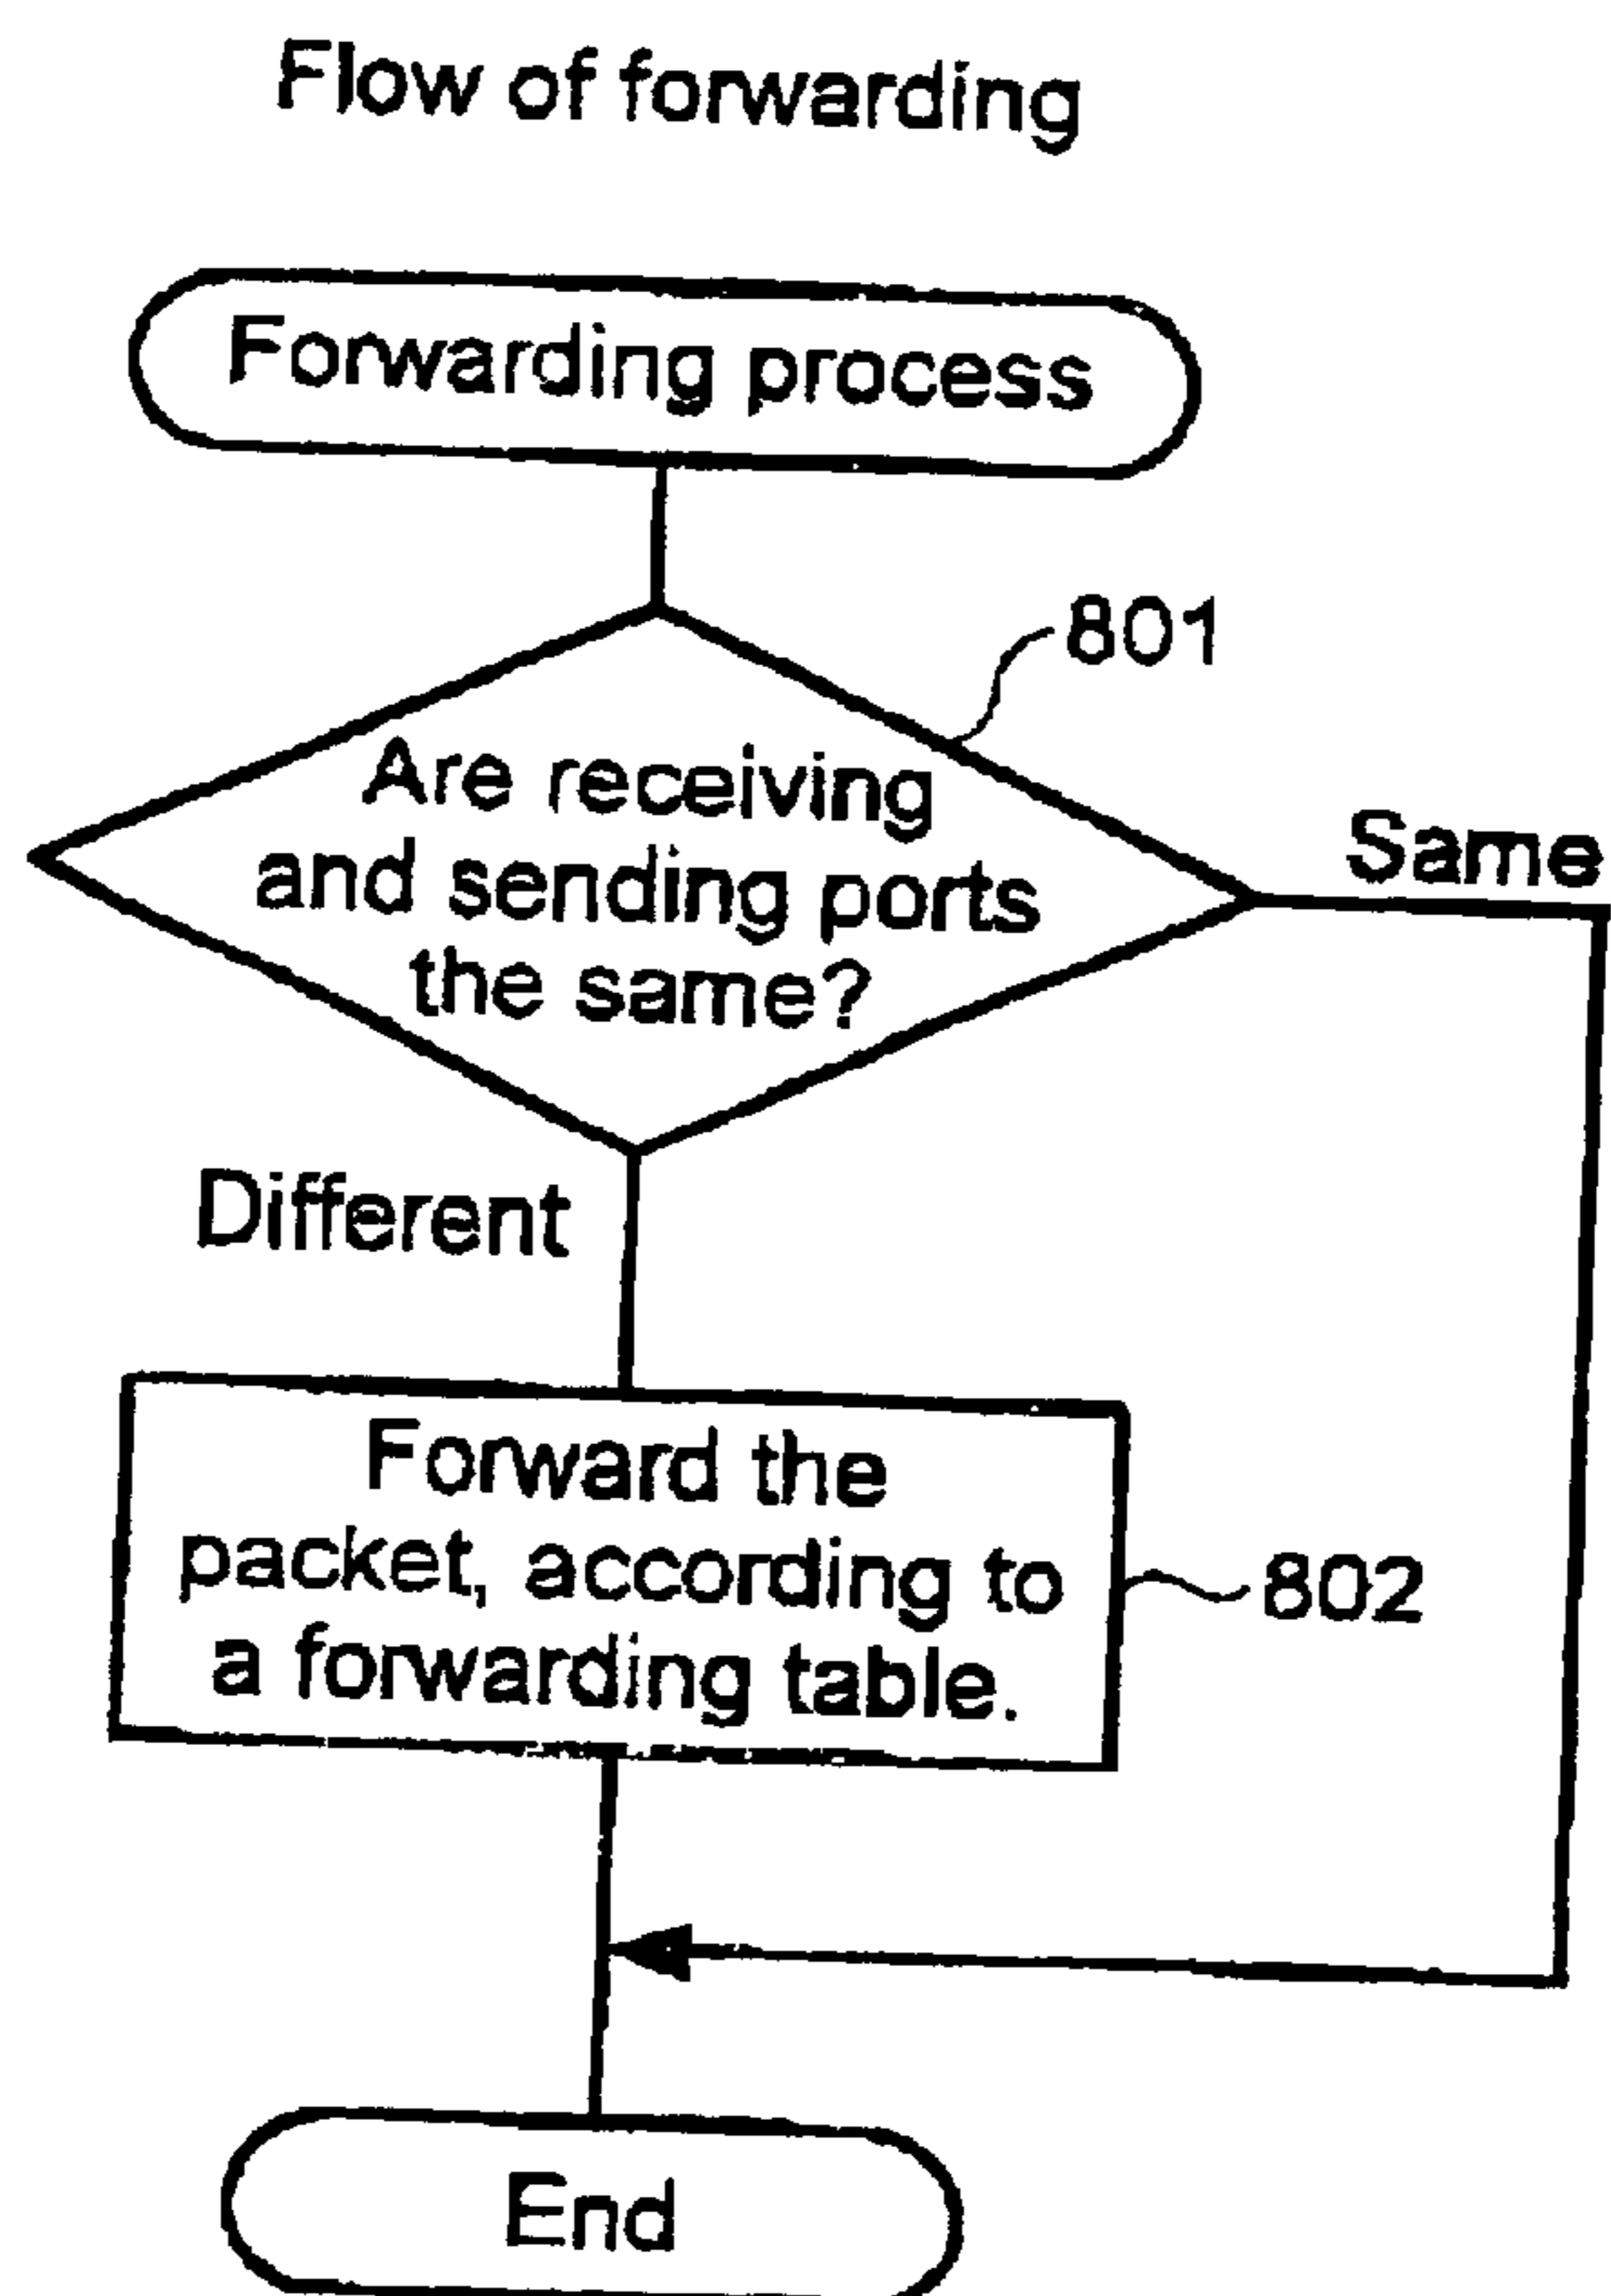 Flow of forwarding
Forwarding process
801
Are receiving
and sending ports
the same?
Same
Different
Forward the
packet, according to
a forwarding table.
802
End